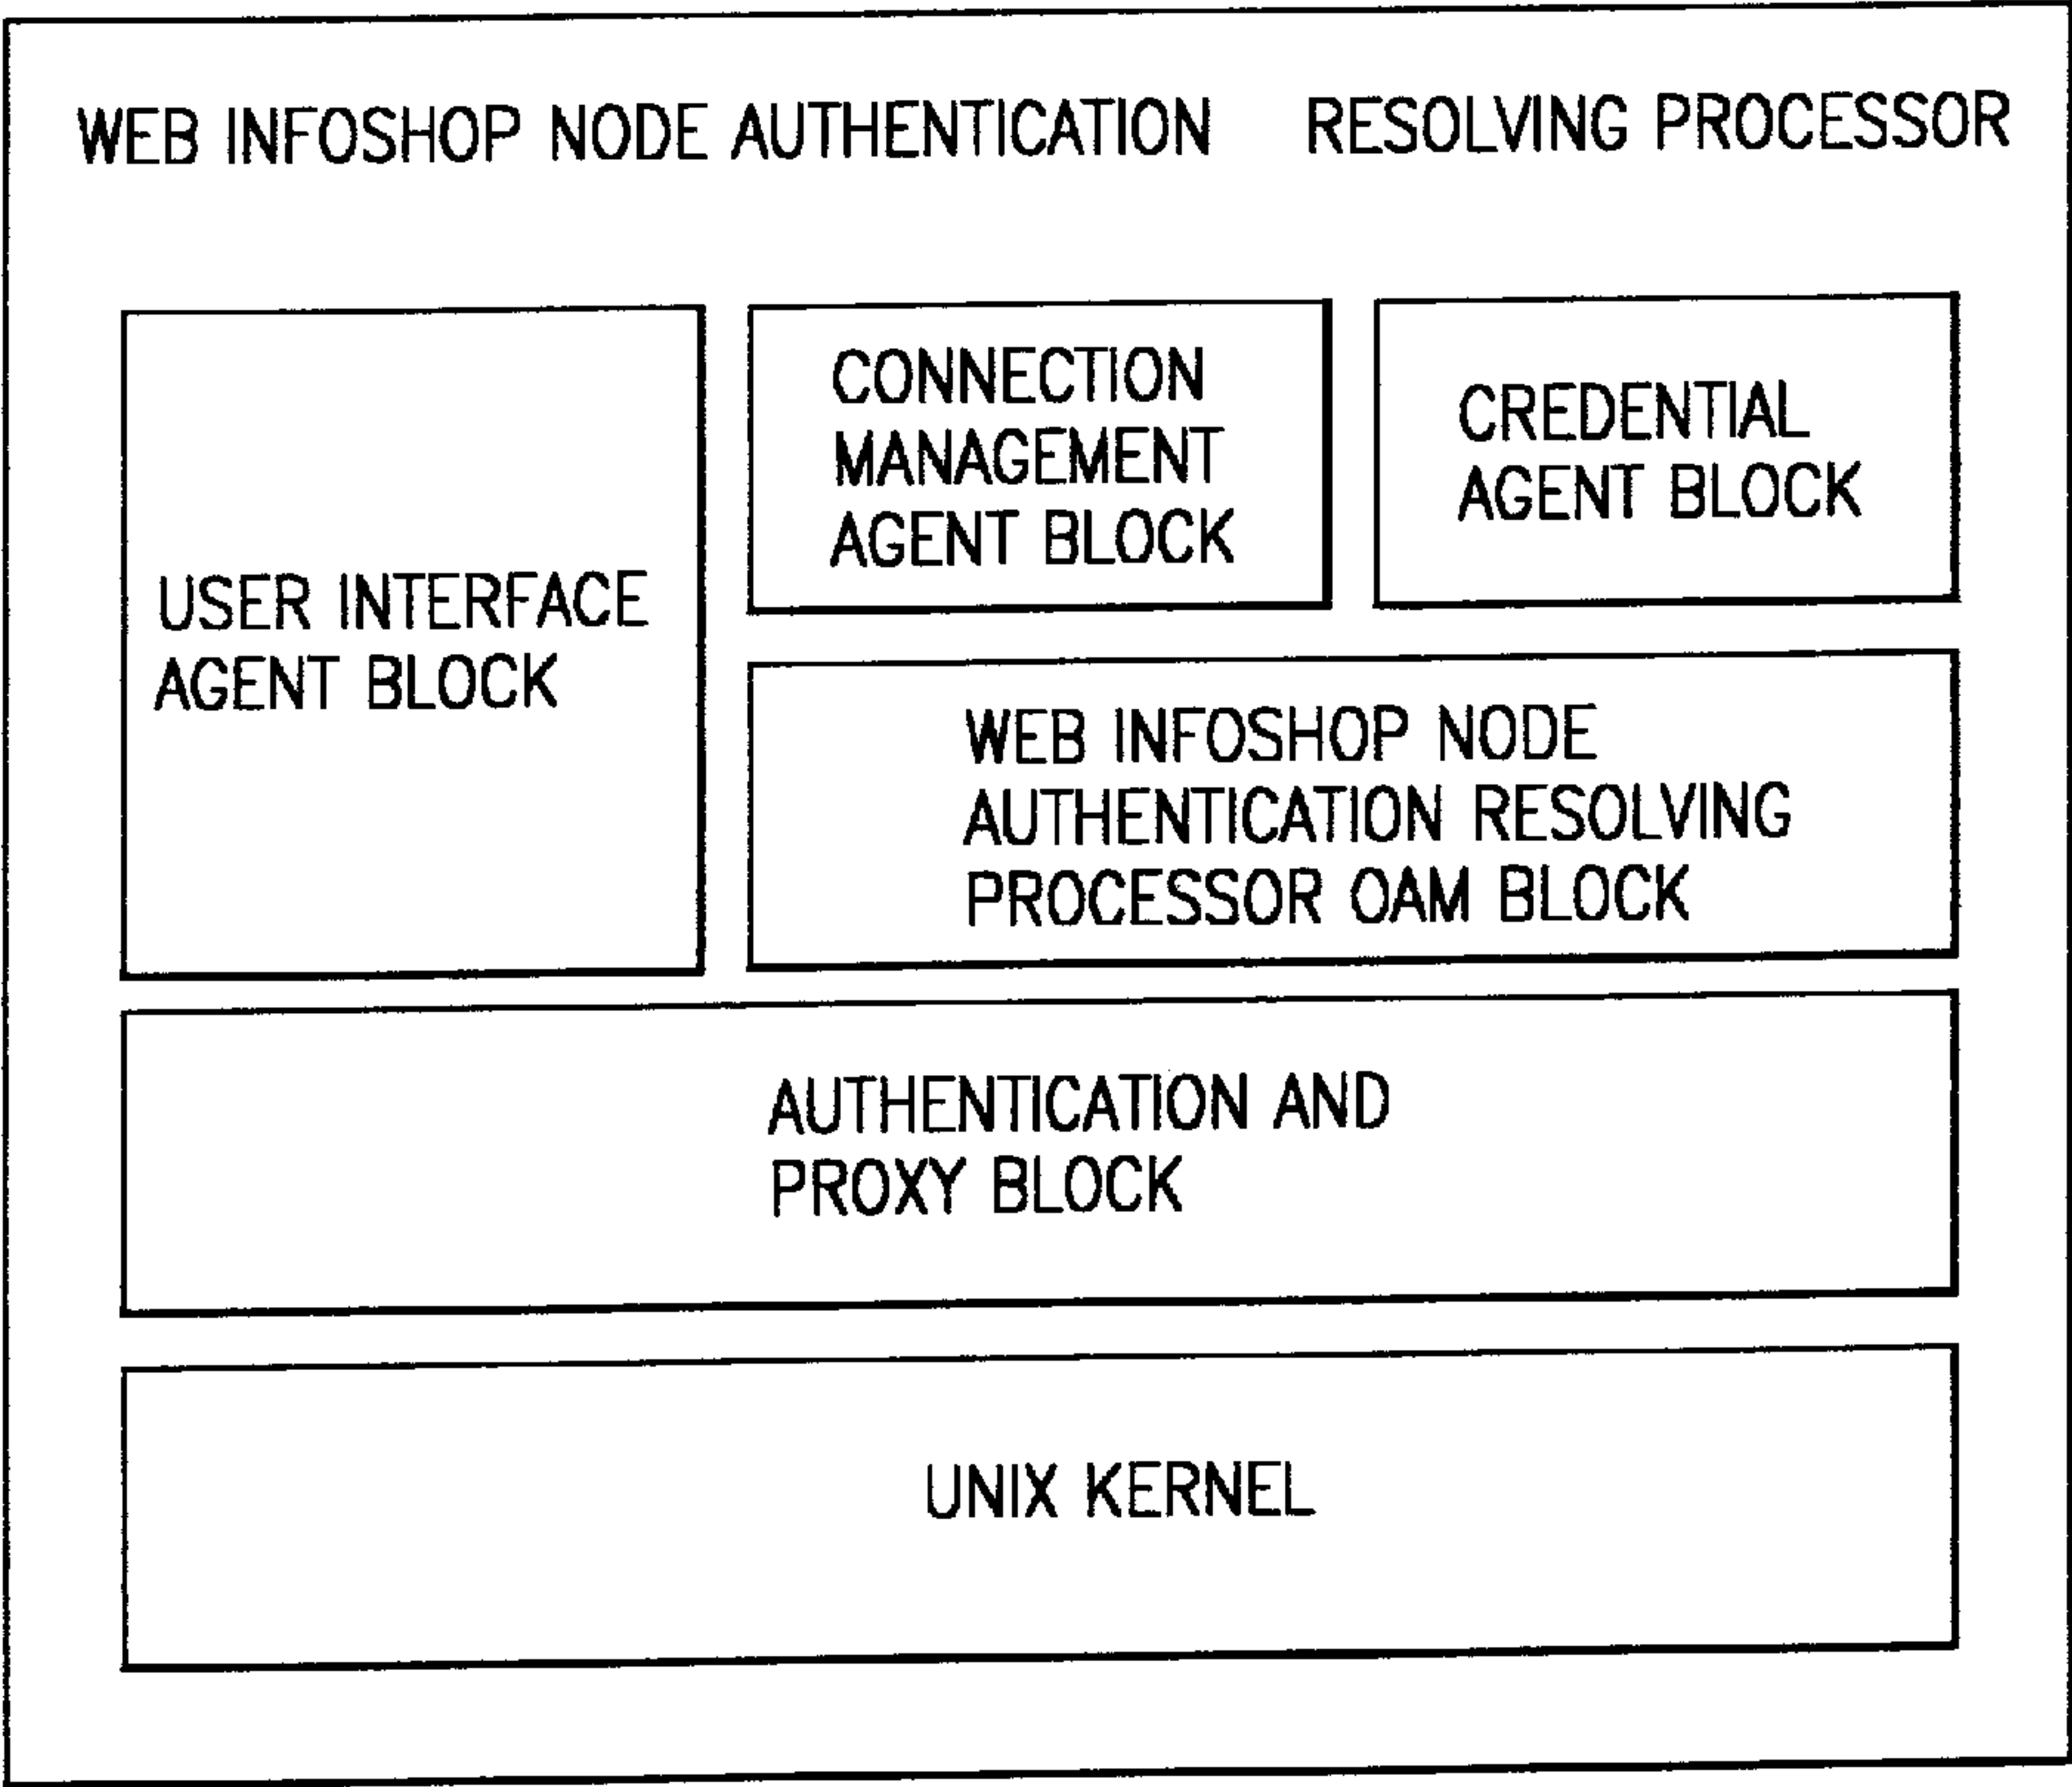 WEB INFOSHOP NODE AUTHENTICATION RESOLVING PROCESSOR
USER INTERFACE
AGENT BLOCK
CONNECTION
MANAGEMENT
AGENT BLOCK
CREDENTIAL
AGENT BLOCK
WEB INFOSHOP NODE
AUTHENTICATION RESOLVING
PROCESSOR OAM BLOCK
AUTHENTICATION AND
PROXY BLOCK
UNIX KERNEL